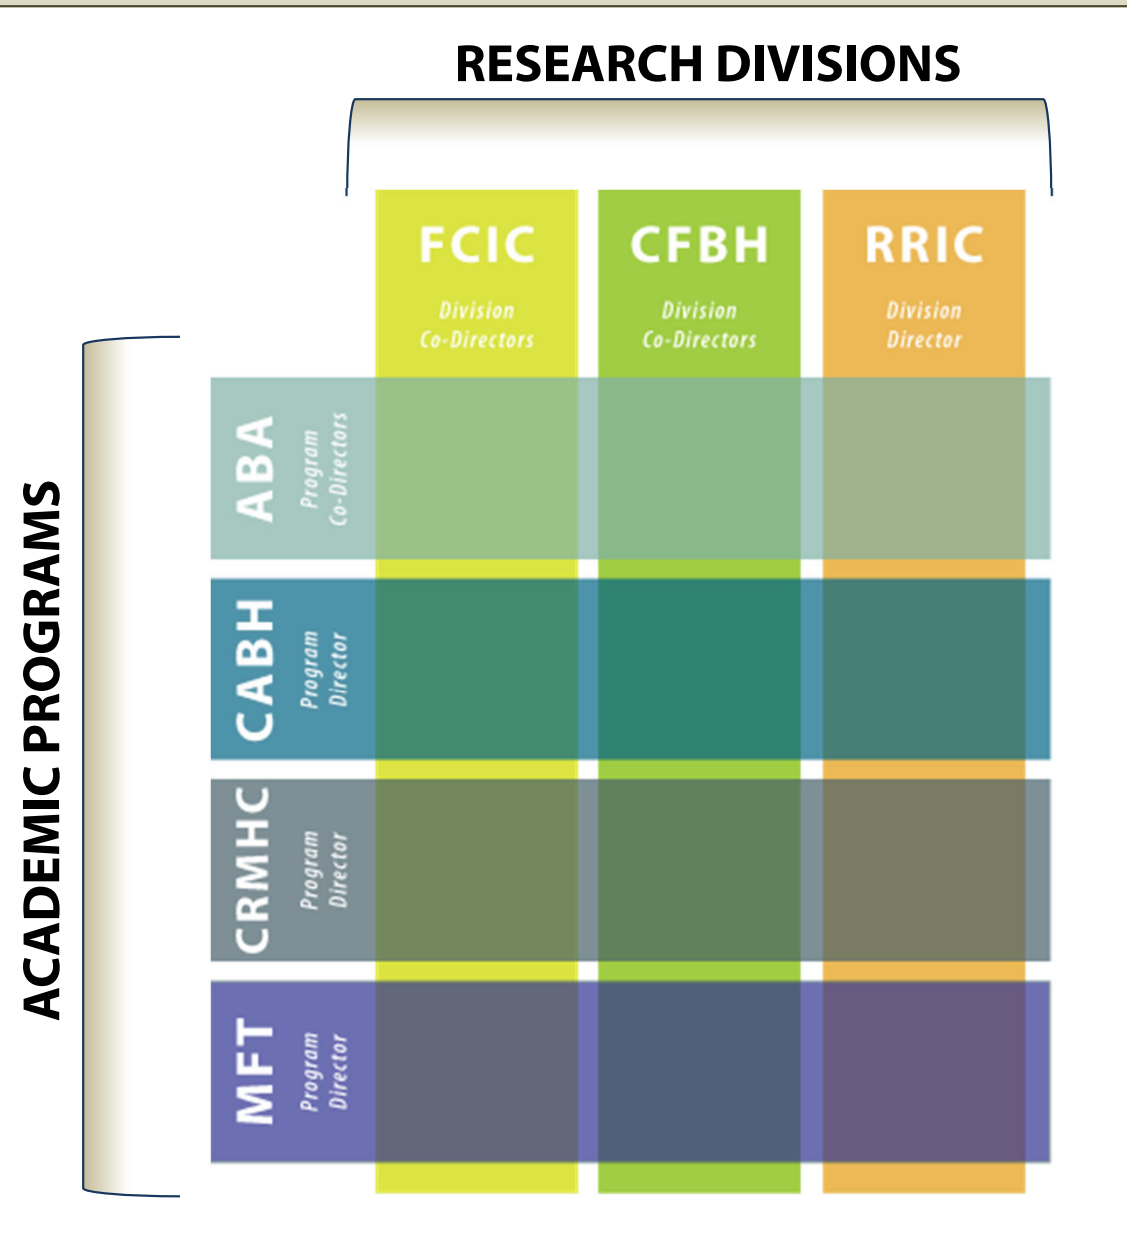 RESEARCH DIVISIONS
FCIC
Division
Co-Directors
CFBH
Division
Co-Directors
RRIC
Division
Director
ACADEMIC PROGRAMS
ABA
Program
Co-Directors
CABH
Program
Director
CRMHC
Program
Director
MFT
Program
Director